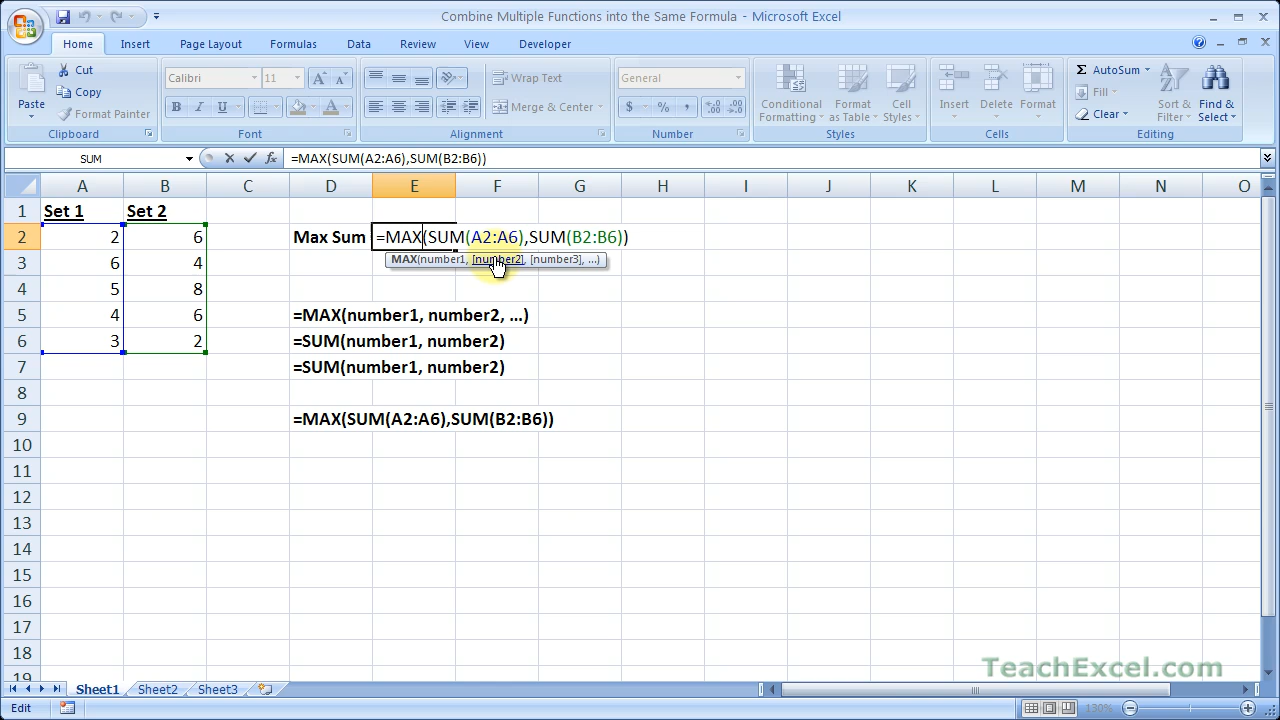 Combine Multiple Functions into the Same Formula - Microsoft Excel
Home Insert Page Layout Formulas Data Review View Developer
Paste
Cut
Copy
Format Painter
Clipboard
Calibri 11
B I U
Font
Wrap Text
Merge & Center
Alignment
General
$ % ,
Number
Conditional Formatting
Format as Table
Cell Styles
Styles
Insert Delete Format
Cells
Σ AutoSum
Fill
Clear
Sort & Filter
Find & Select
Editing
SUM fx =MAX(SUM(A2:A6),SUM(B2:B6))
A B C D E F G H I J K L M N O
1 Set 1 Set 2
2 2 6 Max Sum =MAX(SUM(A2:A6),SUM(B2:B6))
MAX(number1, [number2], [number3], ...)
3 6 4
4 5 8
5 4 6 =MAX(number1, number2, ...)
6 3 2 =SUM(number1, number2)
7 =SUM(number1, number2)
8
9 =MAX(SUM(A2:A6),SUM(B2:B6))
10
11
12
13
14
15
16
17
18
19
TeachExcel.com
Sheet1 Sheet2 Sheet3
Edit 130%